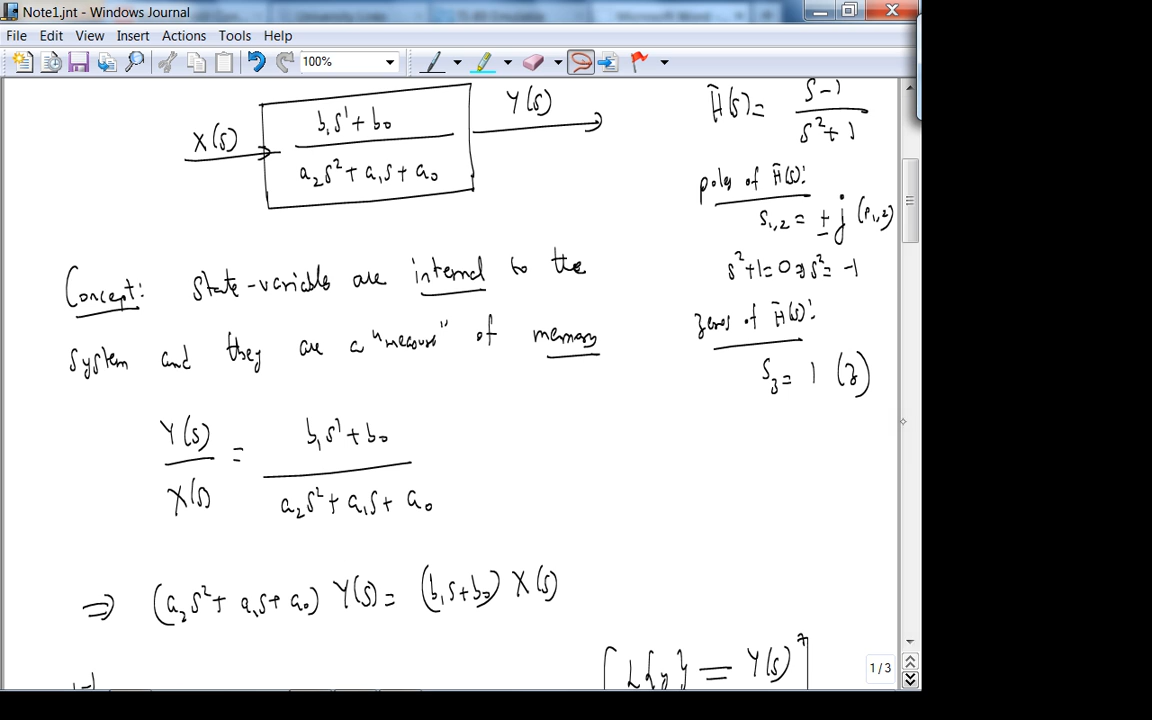 Note1.jnt - Windows Journal
File Edit View Insert Actions Tools Help
100%
X(s)
b₁s¹ + b₀
a₂s² + a₁s + a₀
Y(s)
H̃(s) = s-1
s²+1
poles of H̃(s):
s₁,₂ = ± j (P₁,₂)
s²+1=0 ⇒ s²= -1
zeros of H̃(s):
s₃ = 1 (z)
Concept: State-variables are internal to the
system and they are a "measure" of memory
Y(s)
X(s)
=
b₁s¹ + b₀
a₂s² + a₁s + a₀
⇒ (a₂s² + a₁s + a₀) Y(s) = (b₁s+b₀) X(s)
[ L{y} = Y(s) ]
1 / 3